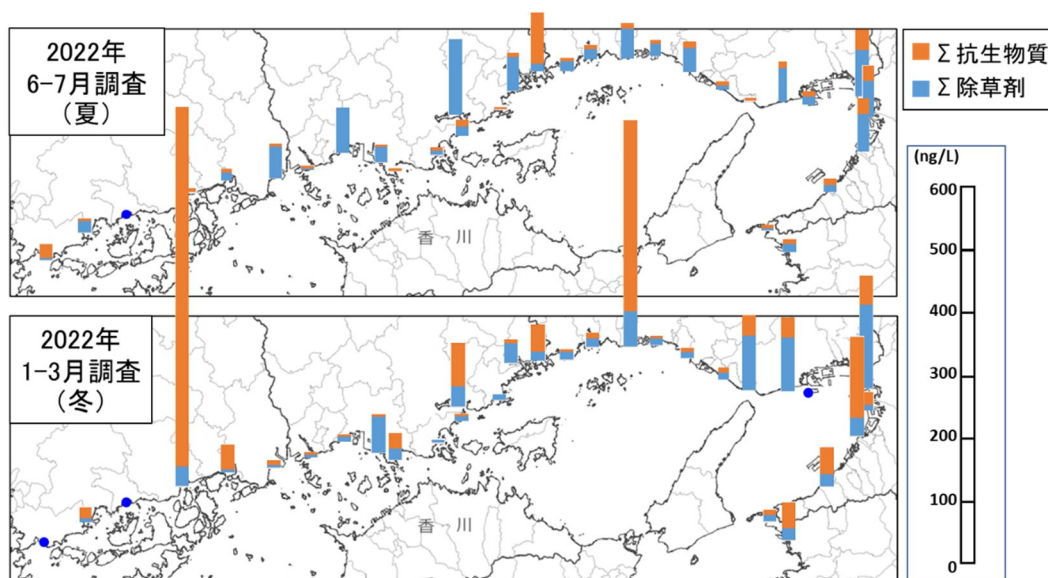 2022年
6-7月調査
(夏)
Σ 抗生物質
Σ 除草剤
香 川
2022年
1-3月調査
(冬)
香 川
(ng/L)
600
500
400
300
200
100
0